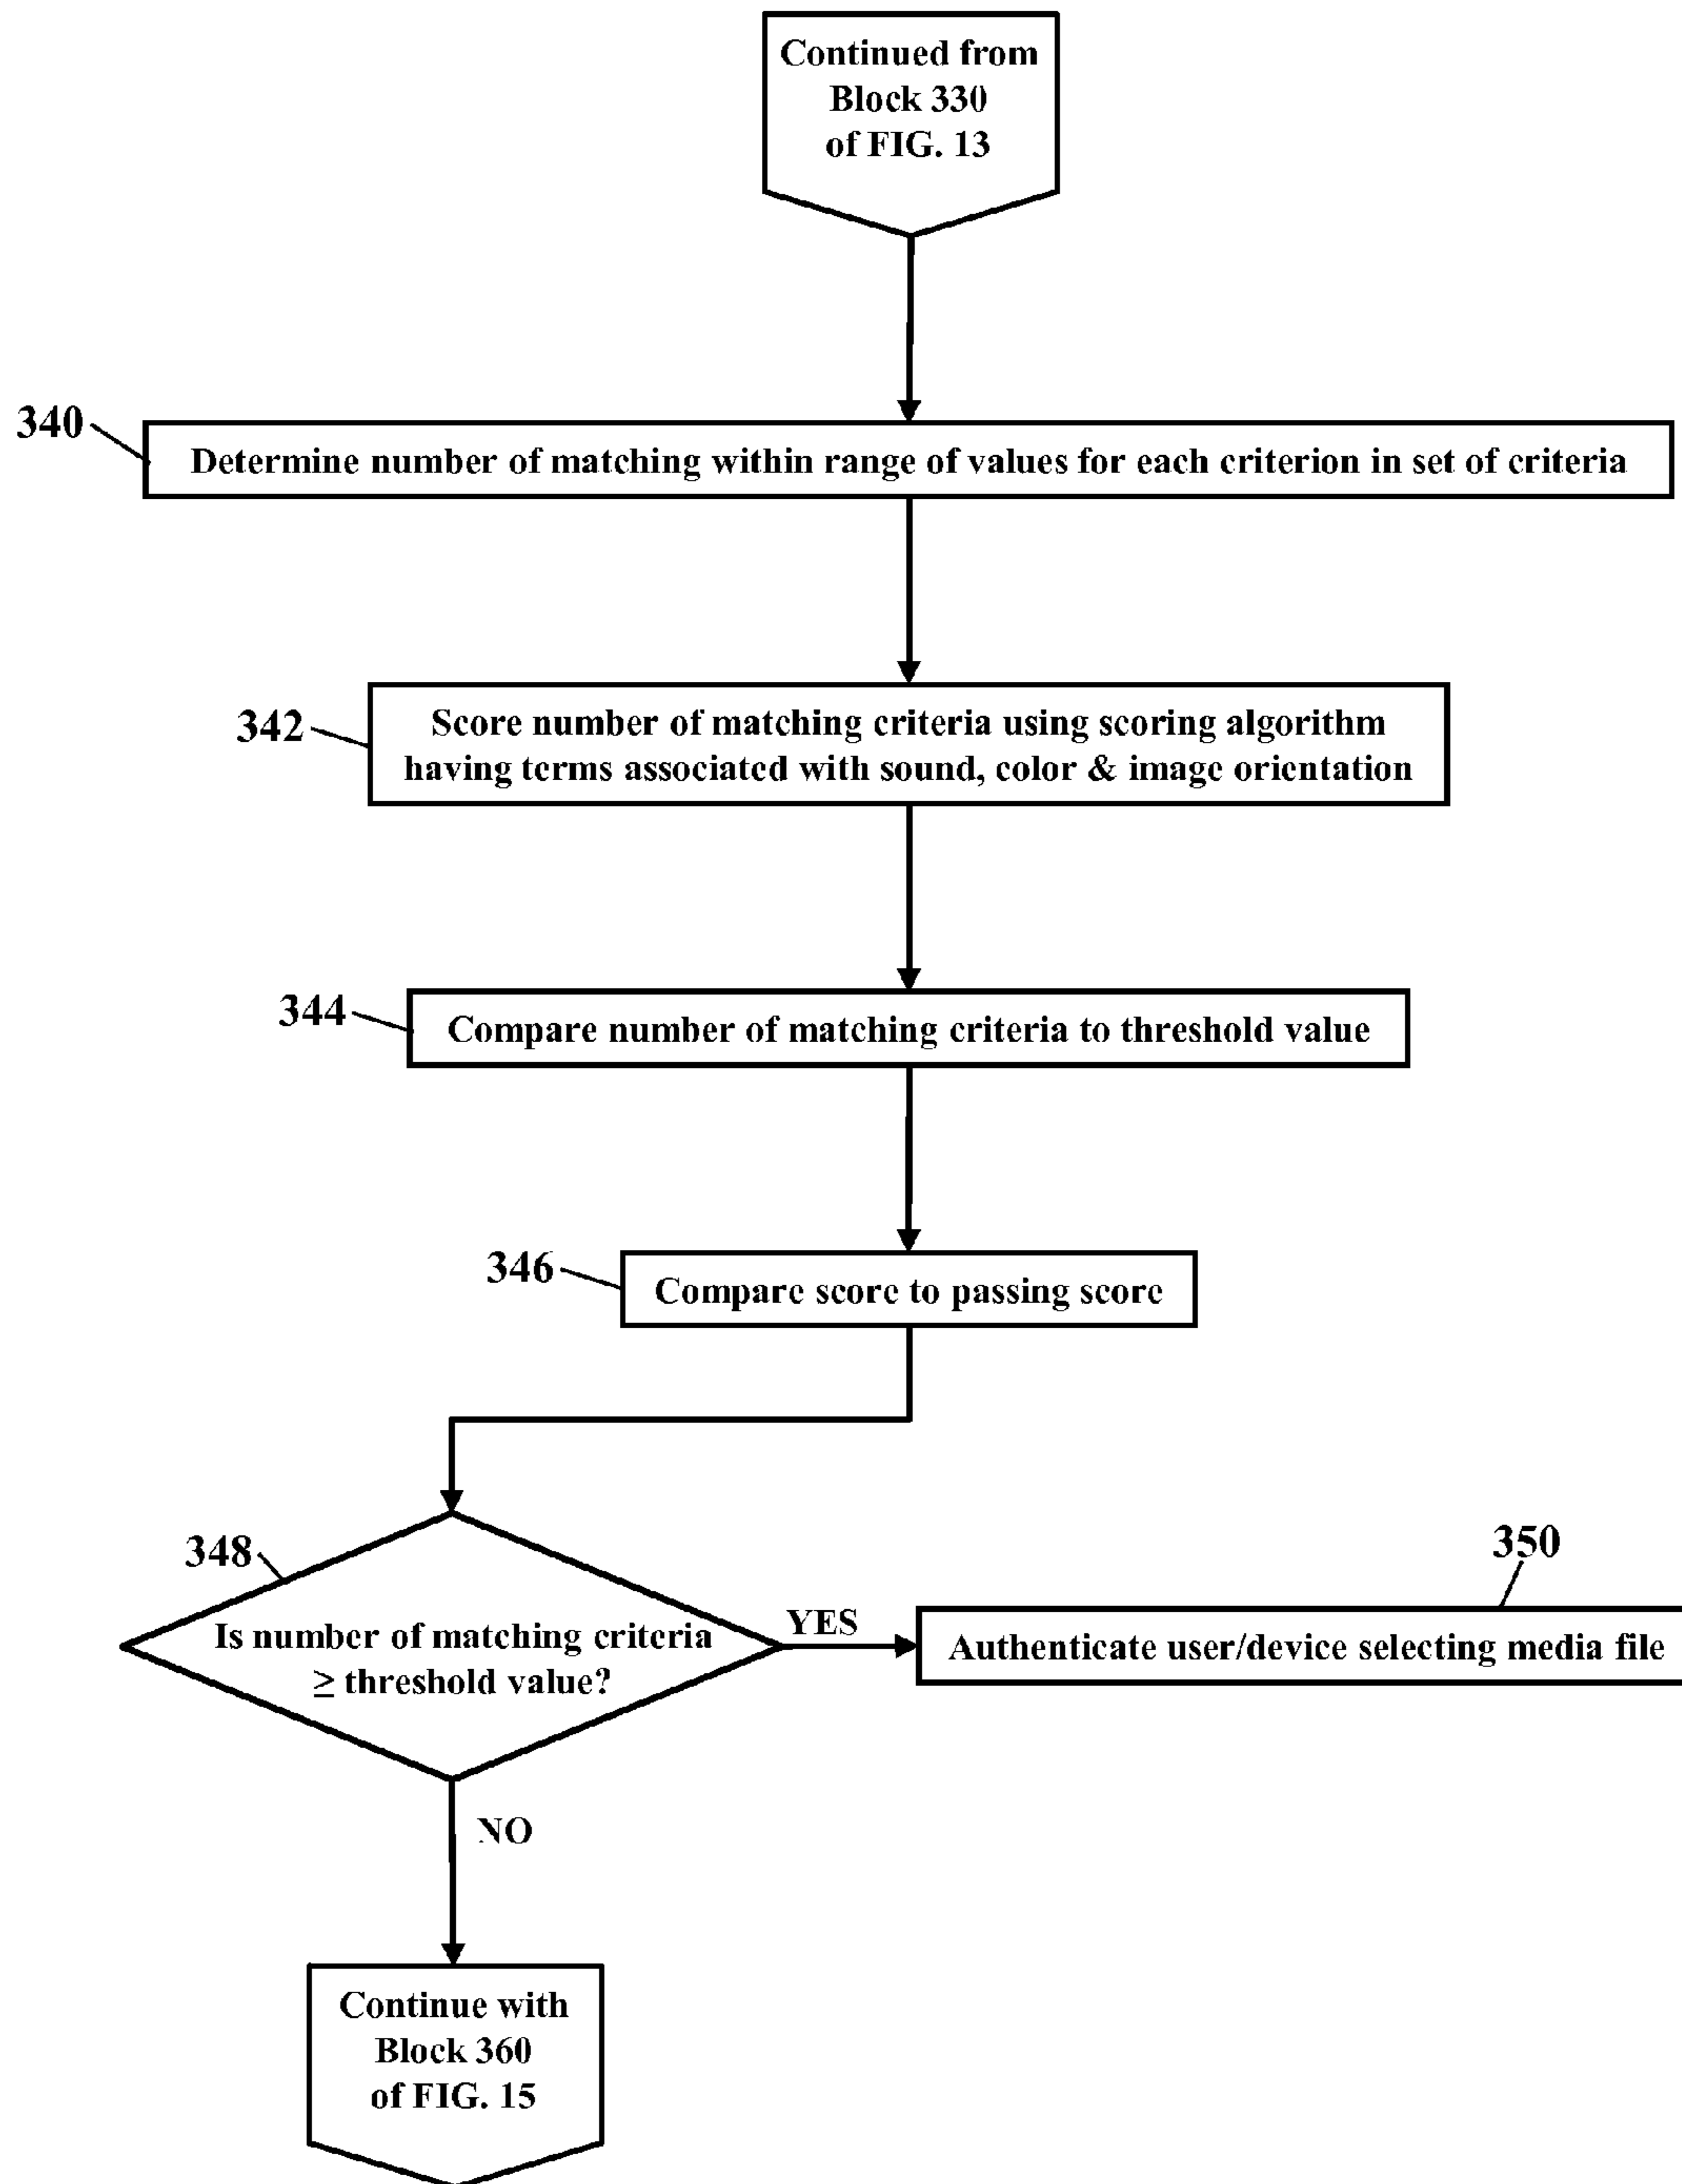 Continued from
Block 330
of FIG. 13
340
Determine number of matching within range of values for each criterion in set of criteria
342
Score number of matching criteria using scoring algorithm
having terms associated with sound, color & image orientation
344
Compare number of matching criteria to threshold value
346
Compare score to passing score
348
Is number of matching criteria
≥ threshold value?
YES
350
Authenticate user/device selecting media file
NO
Continue with
Block 360
of FIG. 15